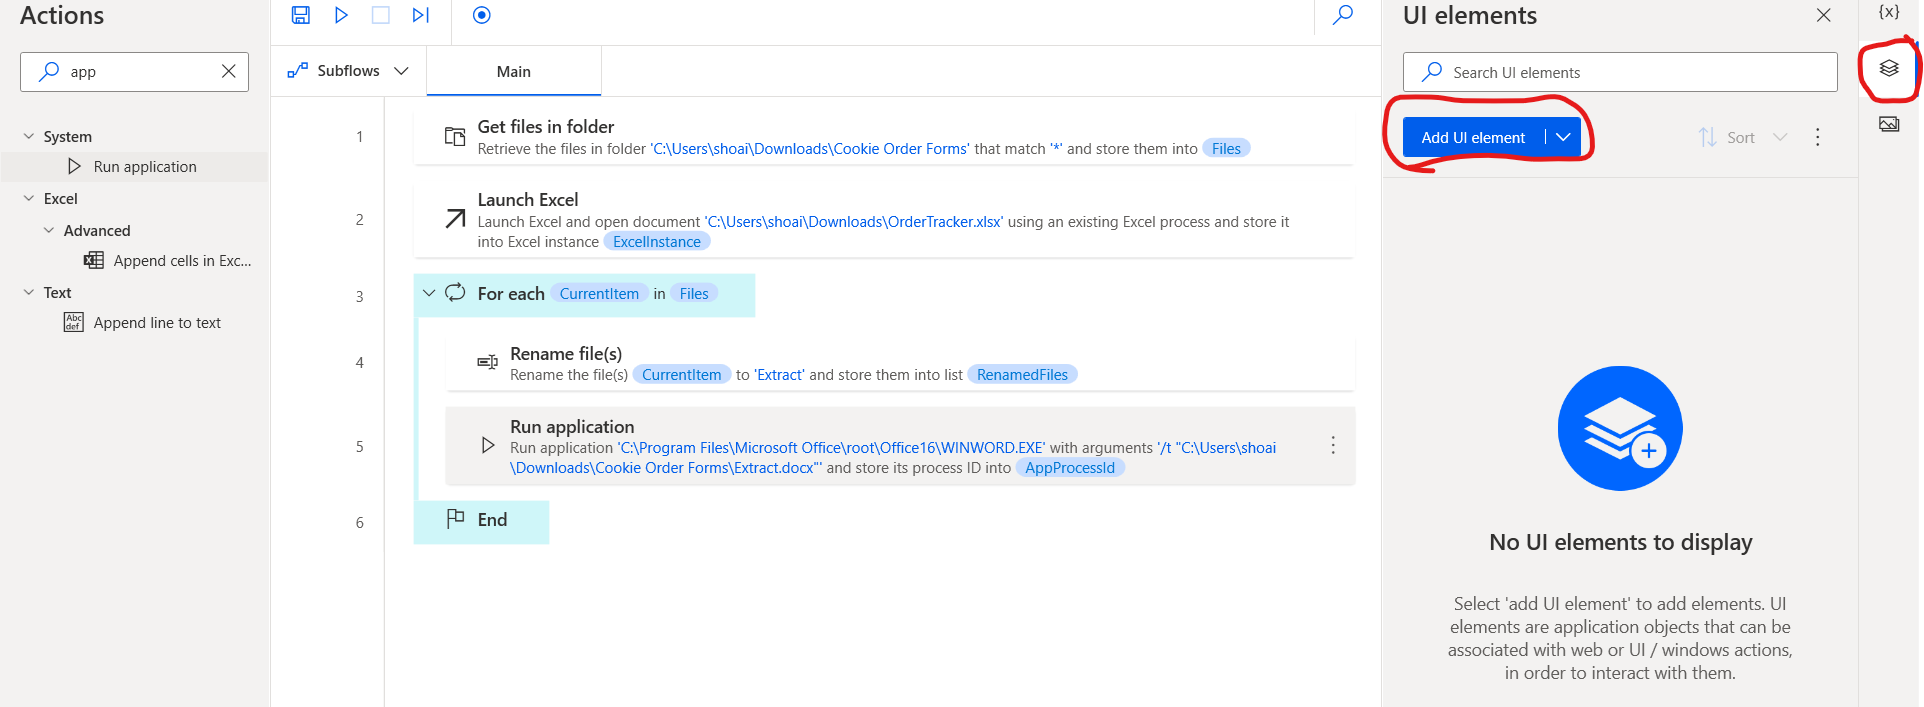 Actions
app
System
Run application
Excel
Advanced
Append cells in Exc...
Text
Abc
def
Append line to text
Subflows
Main
1
Get files in folder
Retrieve the files in folder 'C:\Users\shoai\Downloads\Cookie Order Forms' that match '*' and store them into Files
2
Launch Excel
Launch Excel and open document 'C:\Users\shoai\Downloads\OrderTracker.xlsx' using an existing Excel process and store it
into Excel instance ExcelInstance
3
For each CurrentItem in Files
4
Rename file(s)
Rename the file(s) CurrentItem to 'Extract' and store them into list RenamedFiles
5
Run application
Run application 'C:\Program Files\Microsoft Office\root\Office16\WINWORD.EXE' with arguments '/t "C:\Users\shoai
\Downloads\Cookie Order Forms\Extract.docx"' and store its process ID into AppProcessId
6
End
UI elements
{x}
Search UI elements
Add UI element
Sort
No UI elements to display
Select 'add UI element' to add elements. UI
elements are application objects that can be
associated with web or UI / windows actions,
in order to interact with them.